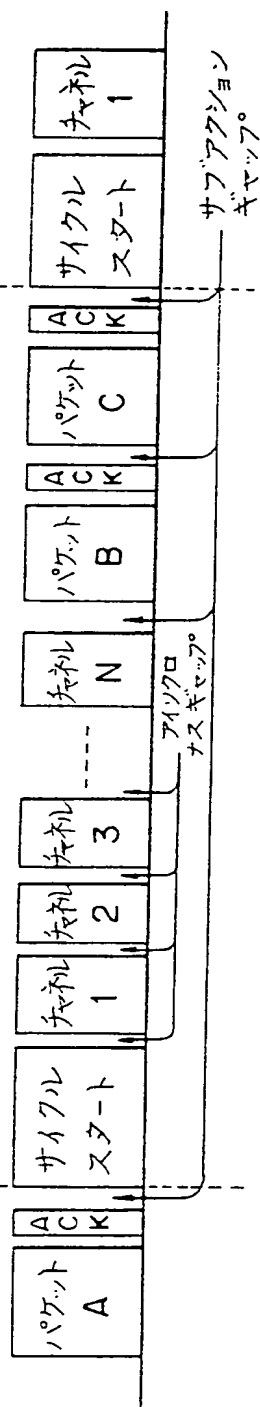 パケット
A
ACK
サイクル
スタート
チャネル
1
チャネル
2
チャネル
3
チャネル
N
パケット
B
ACK
パケット
C
ACK
サイクル
スタート
チャネル
1
アイソクロ
ナスギャップ
サブアクション
ギャップ